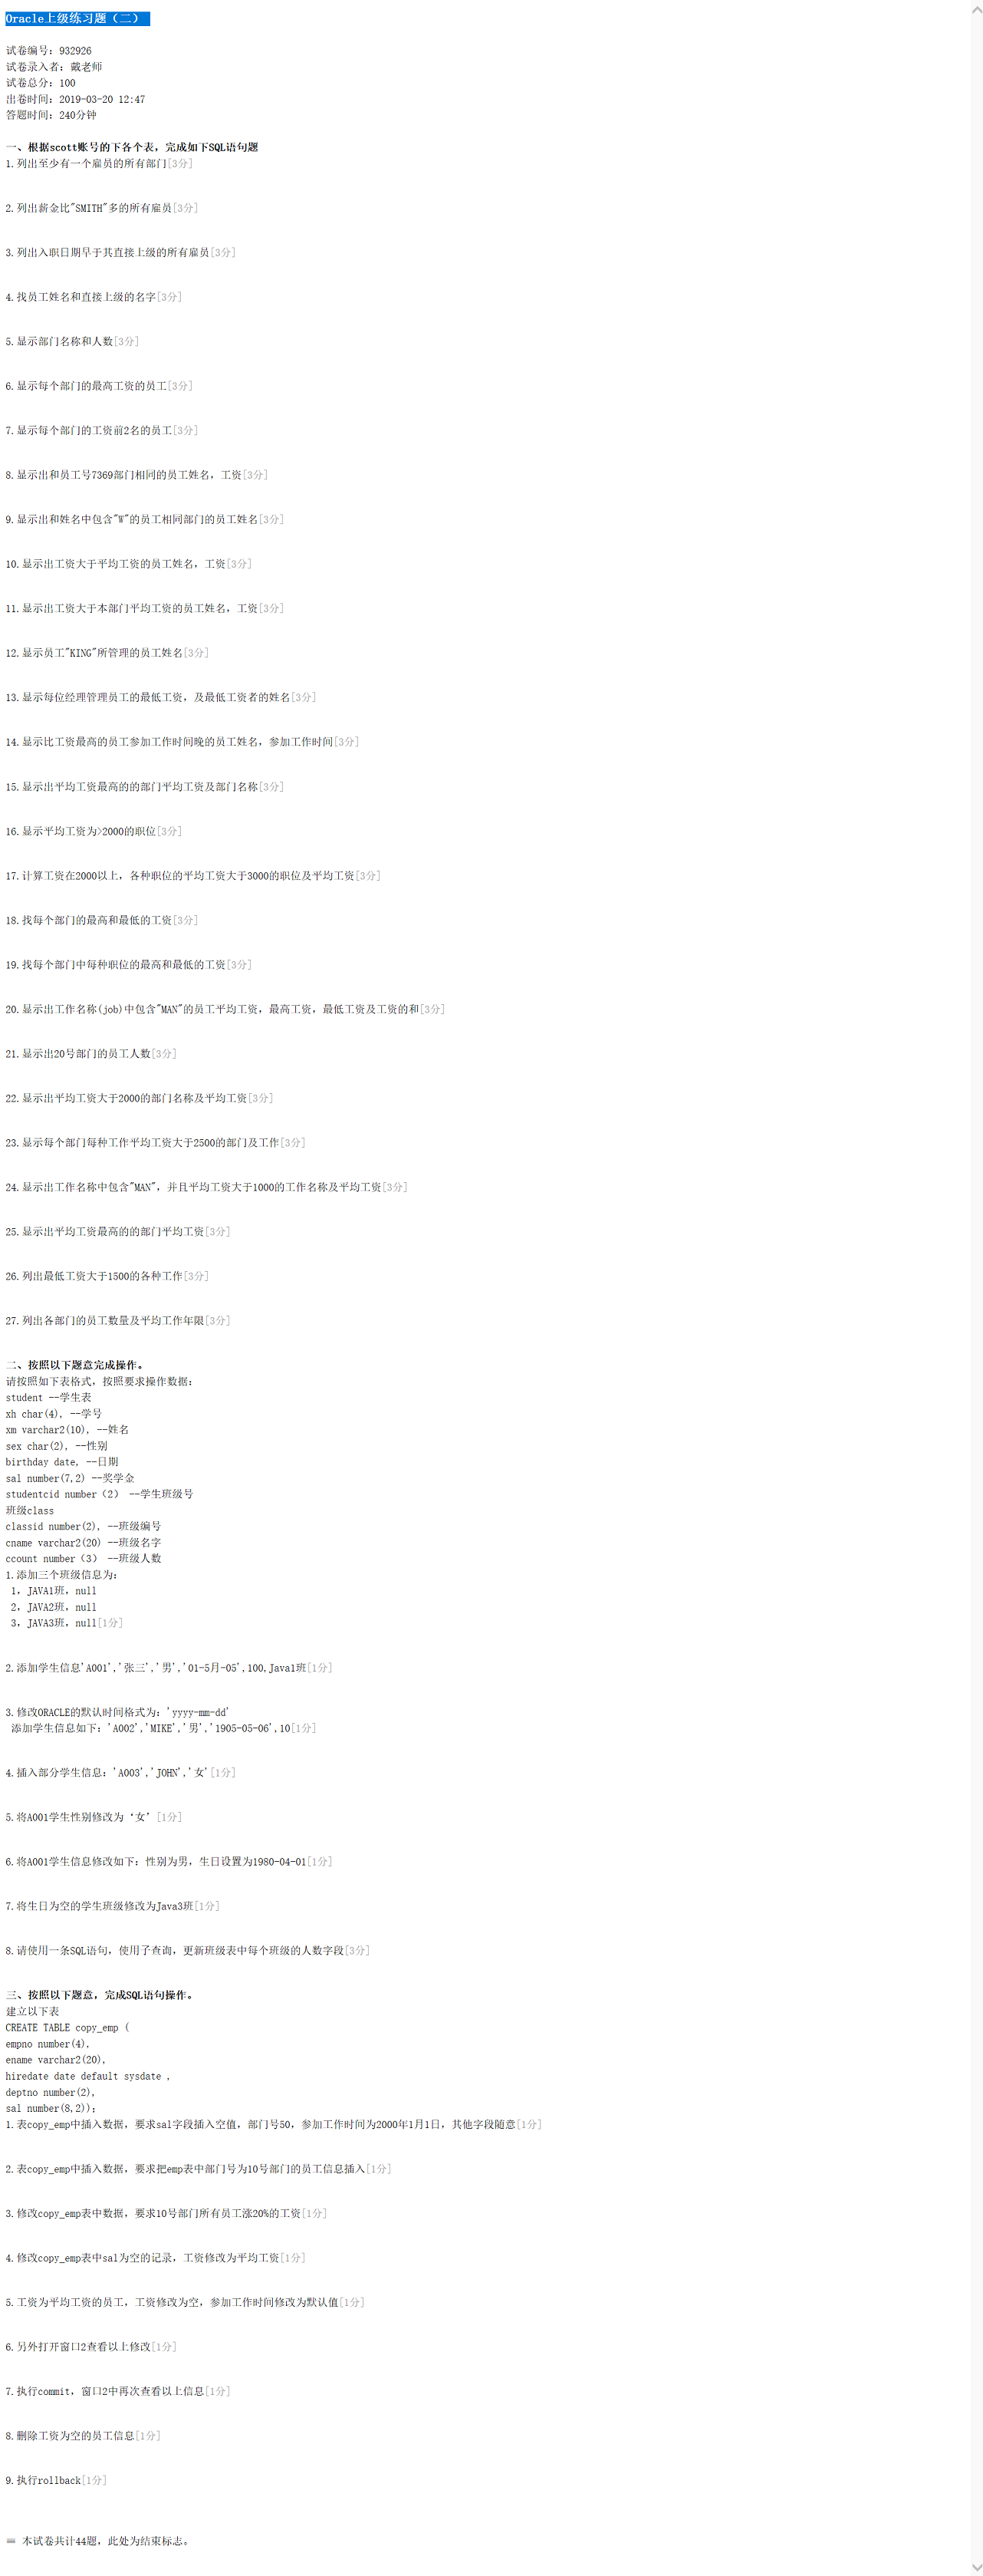 Oracle上级练习题（二）
试卷编号：932926
试卷录入者：戴老师
试卷总分：100
出卷时间：2019-03-20 12:47
答题时间：240分钟
一、根据scott账号的下各个表，完成如下SQL语句题
1.列出至少有一个雇员的所有部门[3分]
2.列出薪金比"SMITH"多的所有雇员[3分]
3.列出入职日期早于其直接上级的所有雇员[3分]
4.找员工姓名和直接上级的名字[3分]
5.显示部门名称和人数[3分]
6.显示每个部门的最高工资的员工[3分]
7.显示每个部门的工资前2名的员工[3分]
8.显示出和员工号7369部门相同的员工姓名，工资[3分]
9.显示出和姓名中包含"W"的员工相同部门的员工姓名[3分]
10.显示出工资大于平均工资的员工姓名，工资[3分]
11.显示出工资大于本部门平均工资的员工姓名，工资[3分]
12.显示员工"KING"所管理的员工姓名[3分]
13.显示每位经理管理员工的最低工资，及最低工资者的姓名[3分]
14.显示比工资最高的员工参加工作时间晚的员工姓名，参加工作时间[3分]
15.显示出平均工资最高的的部门平均工资及部门名称[3分]
16.显示平均工资为>2000的职位[3分]
17.计算工资在2000以上，各种职位的平均工资大于3000的职位及平均工资[3分]
18.找每个部门的最高和最低的工资[3分]
19.找每个部门中每种职位的最高和最低的工资[3分]
20.显示出工作名称(job)中包含"MAN"的员工平均工资，最高工资，最低工资及工资的和[3分]
21.显示出20号部门的员工人数[3分]
22.显示出平均工资大于2000的部门名称及平均工资[3分]
23.显示每个部门每种工作平均工资大于2500的部门及工作[3分]
24.显示出工作名称中包含"MAN"，并且平均工资大于1000的工作名称及平均工资[3分]
25.显示出平均工资最高的的部门平均工资[3分]
26.列出最低工资大于1500的各种工作[3分]
27.列出各部门的员工数量及平均工作年限[3分]
二、按照以下题意完成操作。
请按照如下表格式，按照要求操作数据：
student --学生表
xh char(4), --学号
xm varchar2(10), --姓名
sex char(2), --性别
birthday date, --日期
sal number(7,2) --奖学金
studentcid number（2） --学生班级号
班级class
classid number(2), --班级编号
cname varchar2(20) --班级名字
ccount number（3） --班级人数
1.添加三个班级信息为：
1，JAVA1班，null
2，JAVA2班，null
3，JAVA3班，null[1分]
2.添加学生信息'A001','张三','男','01-5月-05',100,Java1班[1分]
3.修改ORACLE的默认时间格式为：'yyyy-mm-dd'
添加学生信息如下：'A002','MIKE','男','1905-05-06',10[1分]
4.插入部分学生信息：'A003','JOHN','女'[1分]
5.将A001学生性别修改为‘女’[1分]
6.将A001学生信息修改如下：性别为男，生日设置为1980-04-01[1分]
7.将生日为空的学生班级修改为Java3班[1分]
8.请使用一条SQL语句，使用子查询，更新班级表中每个班级的人数字段[3分]
三、按照以下题意，完成SQL语句操作。
建立以下表
CREATE TABLE copy_emp (
empno number(4),
ename varchar2(20),
hiredate date default sysdate ,
deptno number(2),
sal number(8,2));
1.表copy_emp中插入数据，要求sal字段插入空值，部门号50，参加工作时间为2000年1月1日，其他字段随意[1分]
2.表copy_emp中插入数据，要求把emp表中部门号为10号部门的员工信息插入[1分]
3.修改copy_emp表中数据，要求10号部门所有员工涨20%的工资[1分]
4.修改copy_emp表中sal为空的记录，工资修改为平均工资[1分]
5.工资为平均工资的员工，工资修改为空，参加工作时间修改为默认值[1分]
6.另外打开窗口2查看以上修改[1分]
7.执行commit，窗口2中再次查看以上信息[1分]
8.删除工资为空的员工信息[1分]
9.执行rollback[1分]
== 本试卷共计44题，此处为结束标志。